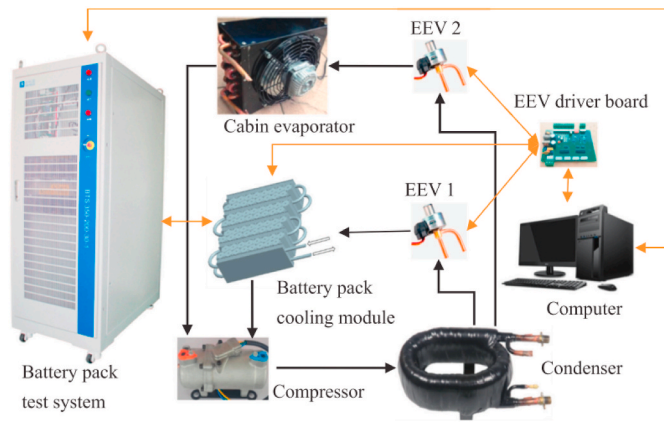 EEV 2
EEV driver board
Cabin evaporator
EEV 1
Battery pack
cooling module
Computer
Condenser
Compressor
Battery pack
test system